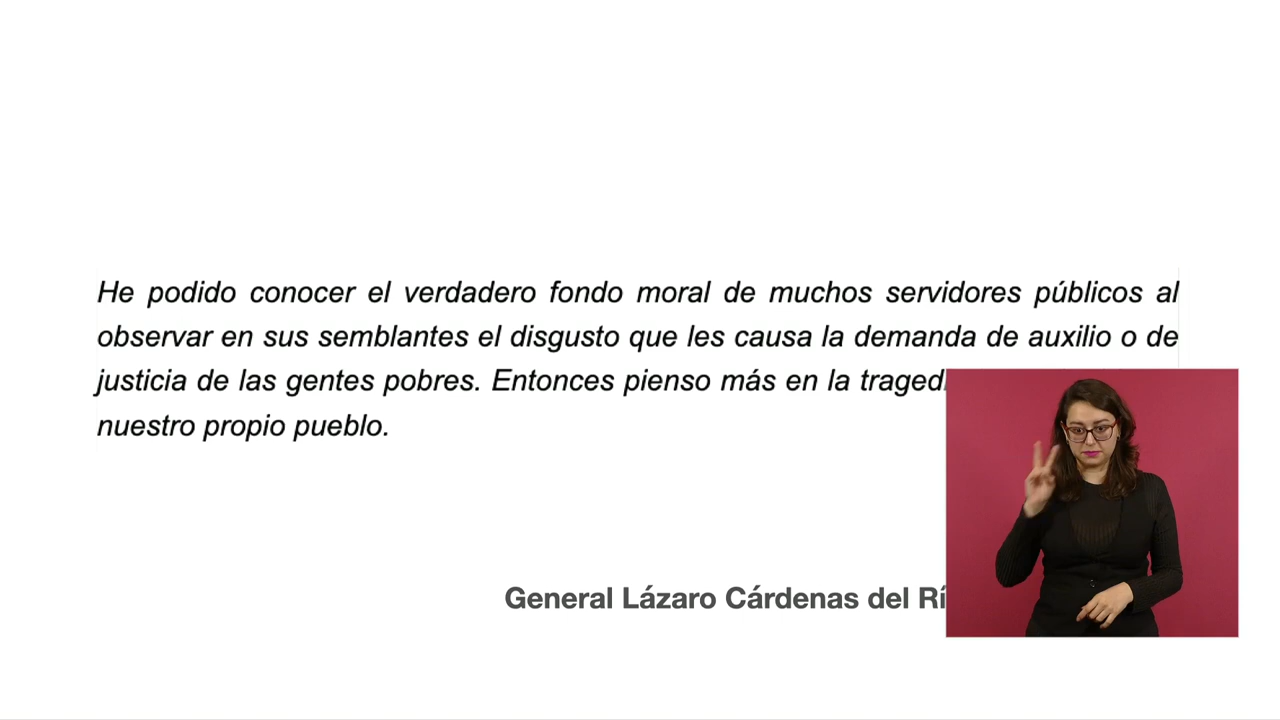 He podido conocer el verdadero fondo moral de muchos servidores públicos al
observar en sus semblantes el disgusto que les causa la demanda de auxilio o de
justicia de las gentes pobres. Entonces pienso más en la
nuestro propio pueblo.
General Lázaro Cárdenas del